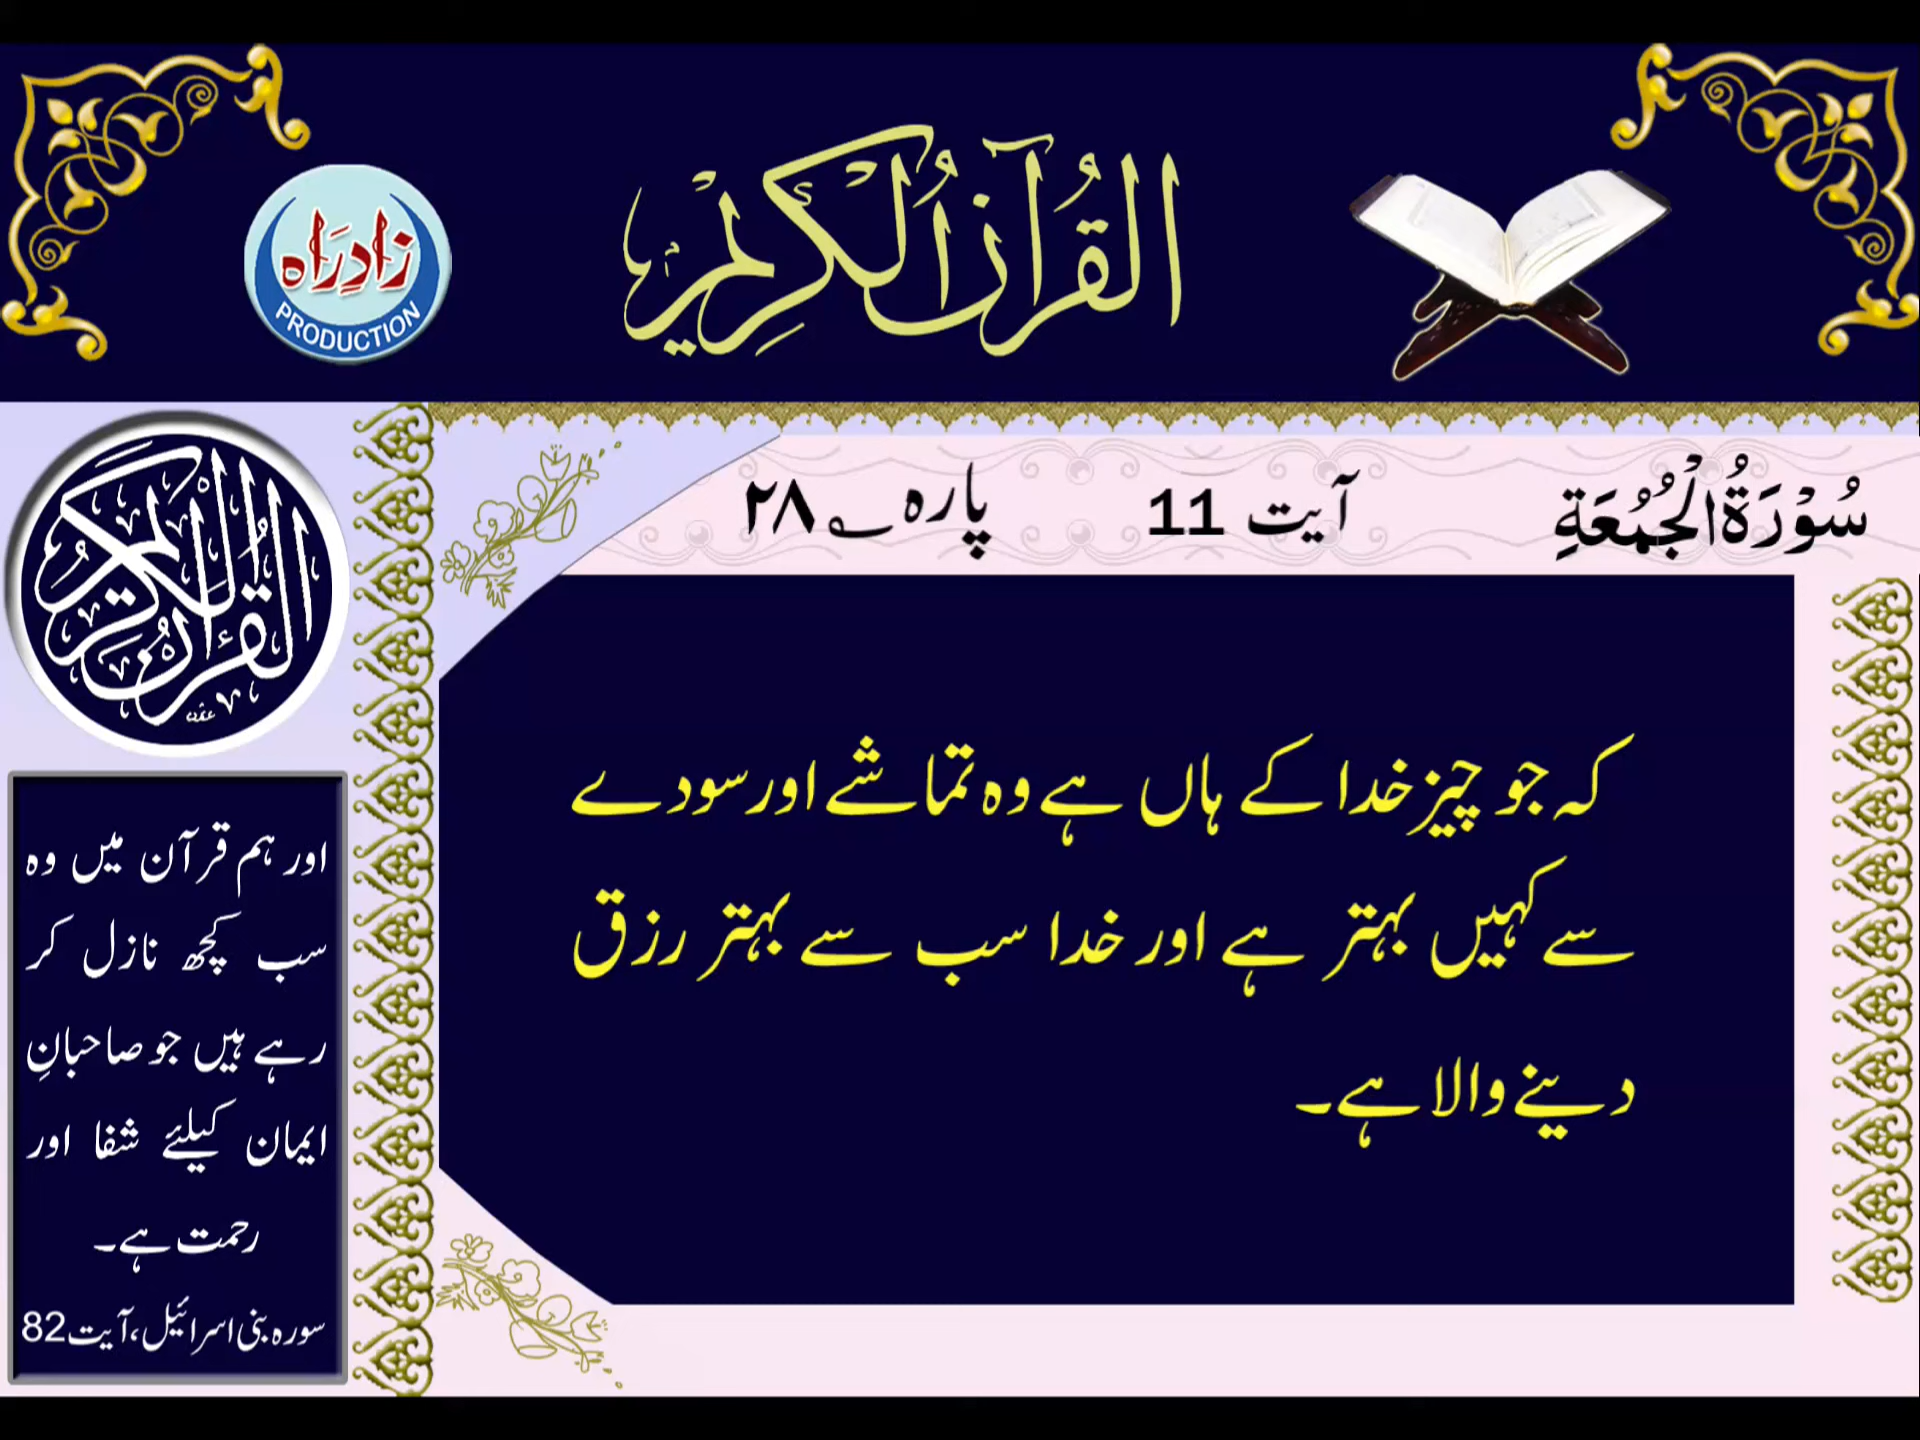 القرآن الكريم
زادِراہ
PRODUCTION
سُوْرَةُ الْجُمُعَةِ آیت 11 پارہ ۲۸
کہ جو چیز خدا کے ہاں ہے وہ تماشے اور سودے
سے کہیں بہتر ہے اور خدا سب سے بہتر رزق
دینے والا ہے۔
القرآن الكريم
اور ہم قرآن میں وہ
سب کچھ نازل کر
رہے ہیں جو صاحبانِ
ایمان کیلئے شفا اور
رحمت ہے۔
سورہ بنی اسرائیل، آیت 82